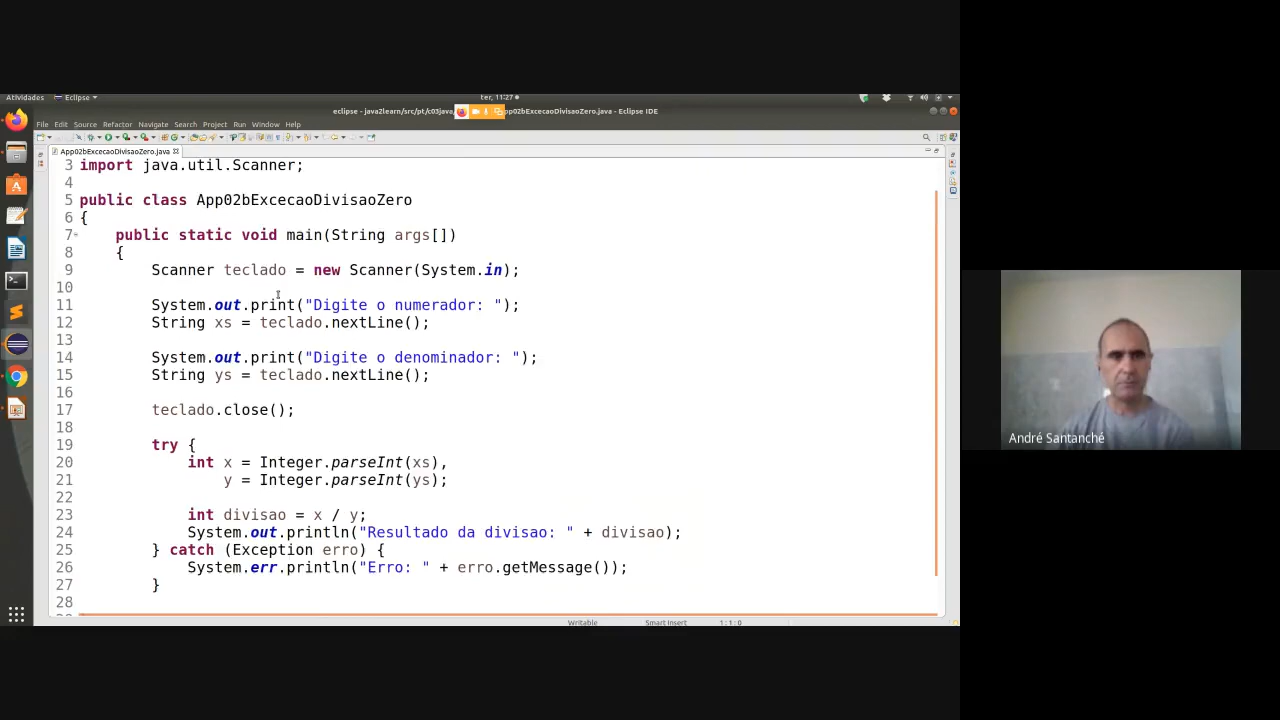 Atividades
Eclipse
ter, 11:27
eclipse - java2learn/src/pt/c03java
pp02bExcecaoDivisaoZero.java - Eclipse IDE
File Edit Source Refactor Navigate Search Project Run Window Help
App02bExcecaoDivisaoZero.java
3 import java.util.Scanner;
4
5 public class App02bExcecaoDivisaoZero
6 {
7 public static void main(String args[])
8 {
9 Scanner teclado = new Scanner(System.in);
10
11 System.out.print("Digite o numerador: ");
12 String xs = teclado.nextLine();
13
14 System.out.print("Digite o denominador: ");
15 String ys = teclado.nextLine();
16
17 teclado.close();
18
19 try {
20 int x = Integer.parseInt(xs),
21 y = Integer.parseInt(ys);
22
23 int divisao = x / y;
24 System.out.println("Resultado da divisao: " + divisao);
25 } catch (Exception erro) {
26 System.err.println("Erro: " + erro.getMessage());
27 }
28
Writable Smart Insert 1:1:0
André Santanchè